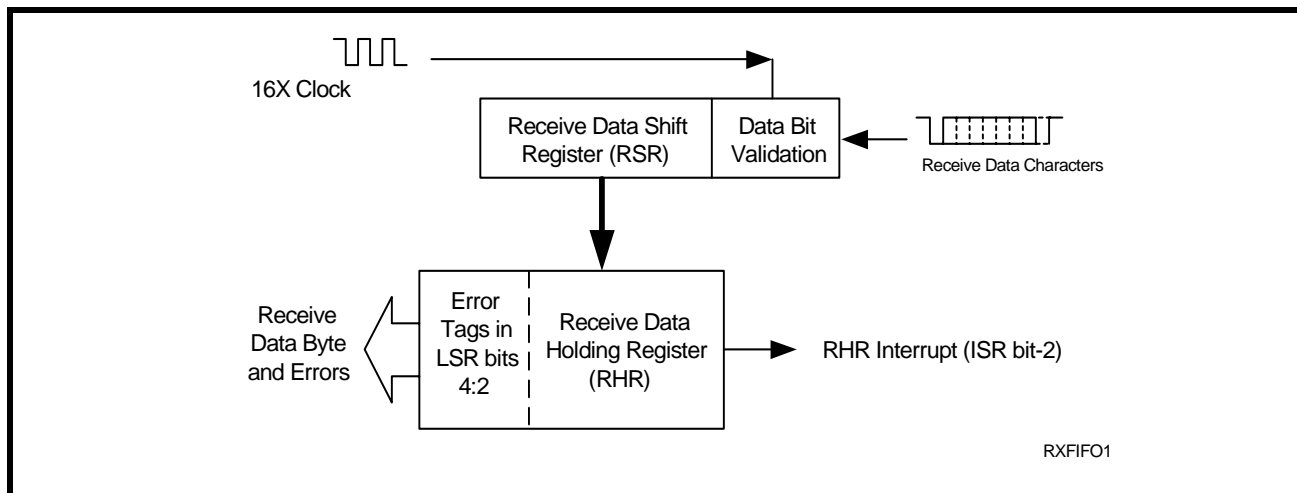 16X Clock
Receive Data Shift
Register (RSR)
Data Bit
Validation
Receive Data Characters
Receive
Data Byte
and Errors
Error
Tags in
LSR bits
4:2
Receive Data
Holding Register
(RHR)
RHR Interrupt (ISR bit-2)
RXFIFO1